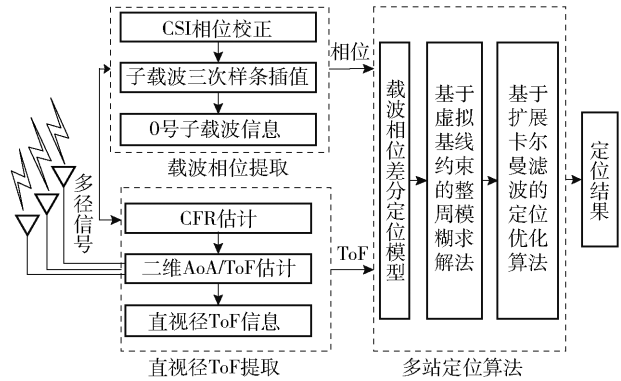 CSI相位校正
子载波三次样条插值
0号子载波信息
载波相位提取
相位
多径信号
CFR估计
二维AoA/ToF估计
直视径ToF信息
直视径ToF提取
ToF
载波相位差分定位模型
基于
虚拟
基线
约束
的整
周模
糊求
解法
基于
扩展
卡尔
曼滤
波的
定位
优化
算法
多站定位算法
定位结果